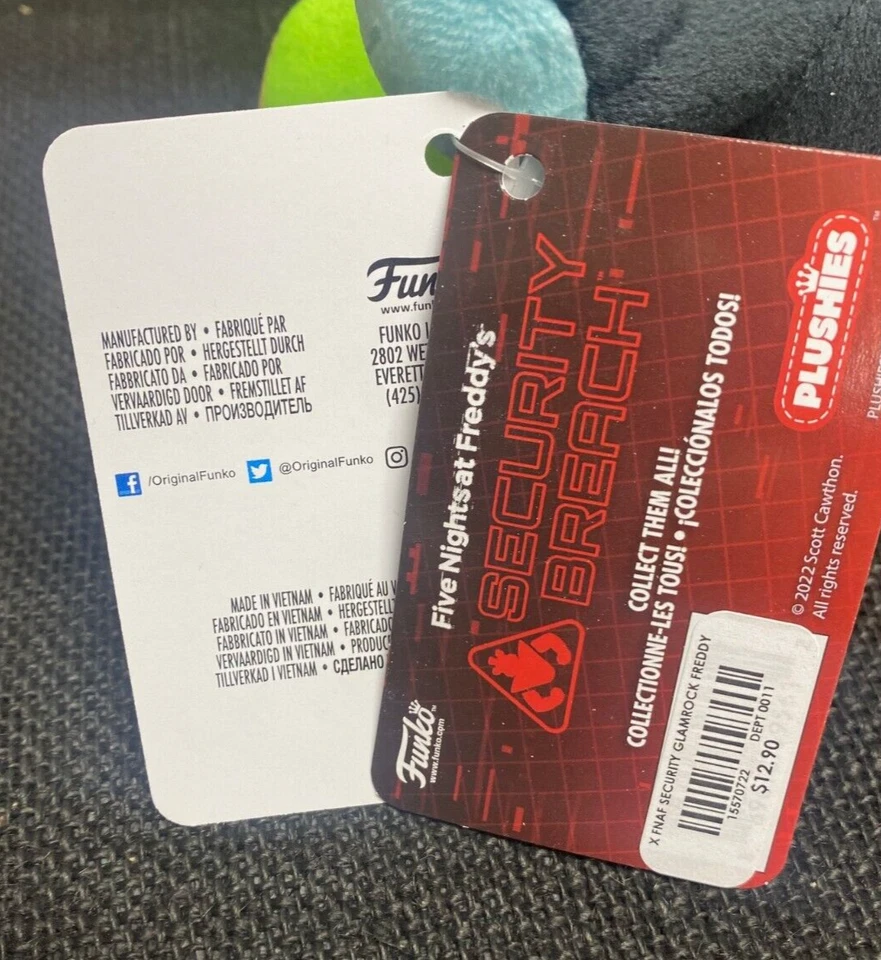 Fun
www.fun
MANUFACTURED BY • FABRIQUÉ PAR
FABRICADO POR • HERGESTELLT DURCH
FABBRICATO DA • FABRICADO POR
VERVAARDIGD DOOR • FREMSTILLET AF
TILLVERKAD AV • ПРОИЗВОДИТЕЛЬ
FUNKO
2802 WE
EVERETT
(425)
/OriginalFunko @OriginalFunko
MADE IN VIETNAM • FABRIQUÉ AU V
FABRICADO EN VIETNAM • HERGESTELL
FABBRICATO IN VIETNAM • FABRICADO
VERVAARDIGD IN VIETNAM • PRODUC
TILLVERKAD I VIETNAM • СДЕЛАНО
Funko™
www.funko.com
Five Nights at Freddy's
SECURITY
BREACH™
COLLECT THEM ALL!
COLLECTIONNE-LES TOUS! • ¡COLECCIÓNALOS TODOS!
PLUSHIES
™
PLUSHIES
© 2022 Scott Cawthon.
All rights reserved.
X FNAF SECURITY GLAMROCK FREDDY
15570722 DEPT 0011
$12.90